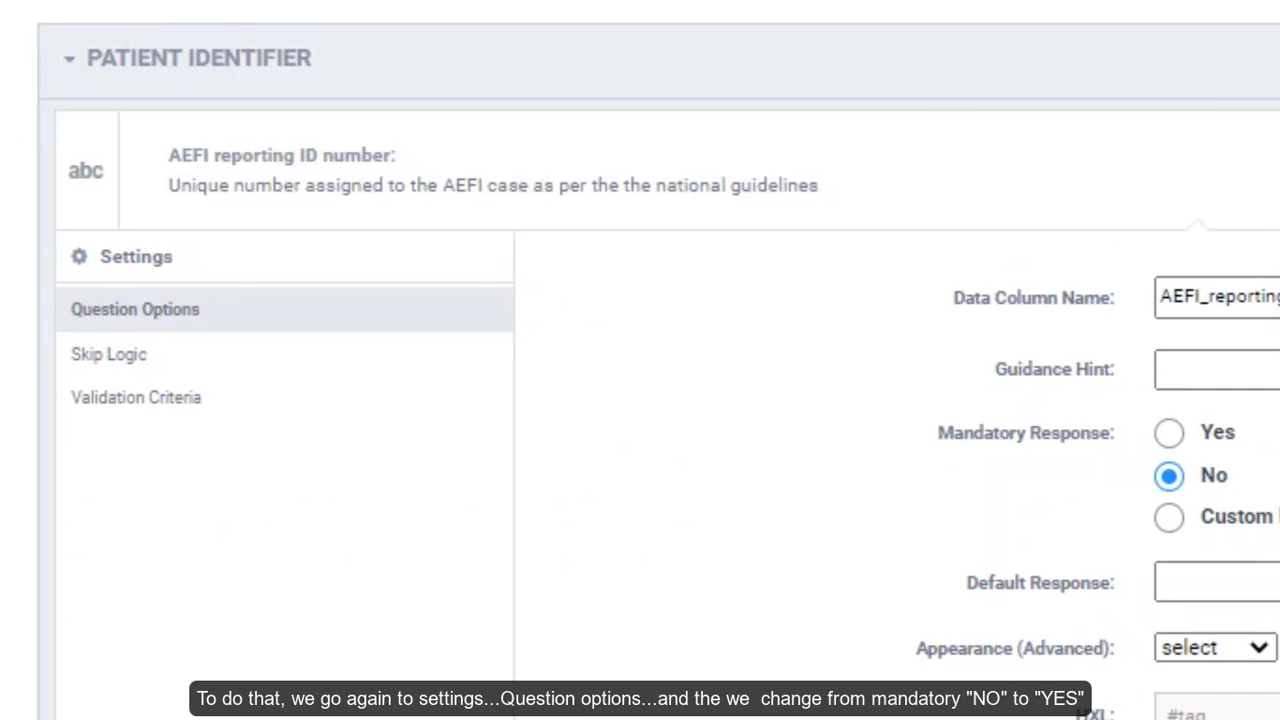 PATIENT IDENTIFIER
abc
AEFI reporting ID number:
Unique number assigned to the AEFI case as per the the national guidelines
Settings
Question Options
Skip Logic
Validation Criteria
Data Column Name:
AEFI_reporting
Guidance Hint:
Mandatory Response:
Yes
No
Custom
Default Response:
Appearance (Advanced):
select
HXL:
#tag
To do that, we go again to settings...Question options...and the we change from mandatory "NO" to "YES"